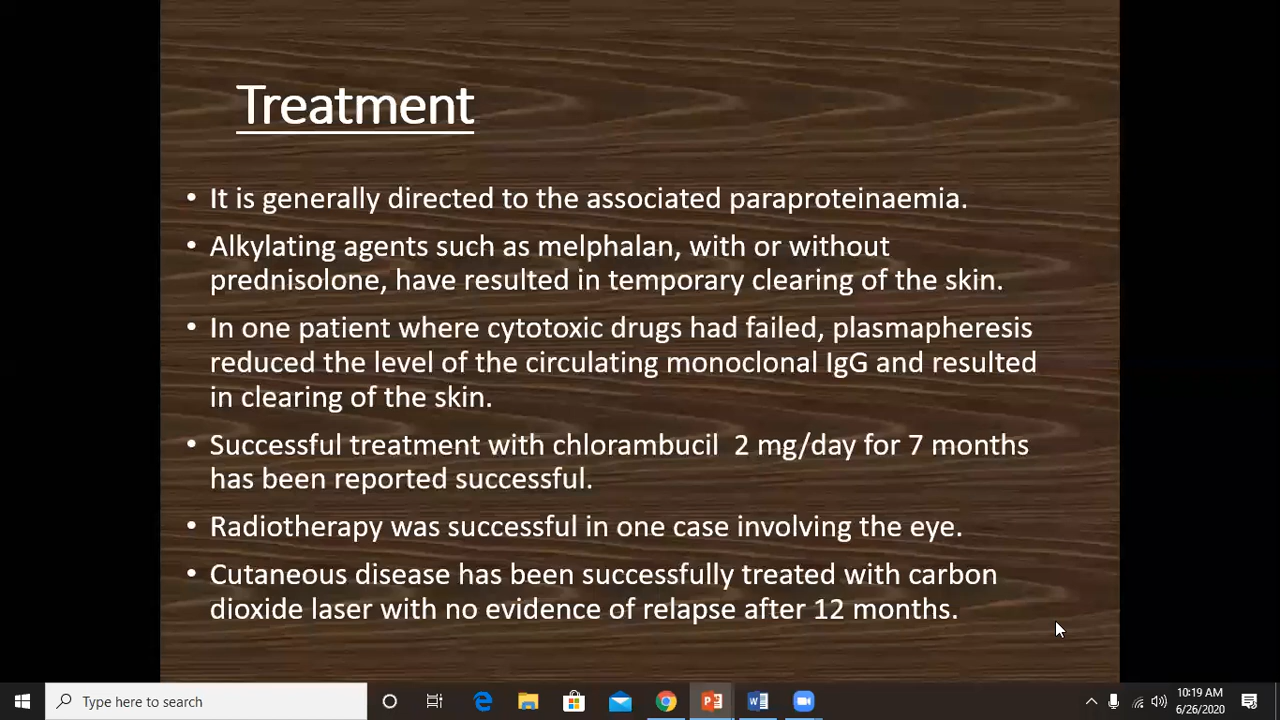 Treatment
• It is generally directed to the associated paraproteinaemia.
• Alkylating agents such as melphalan, with or without
prednisolone, have resulted in temporary clearing of the skin.
• In one patient where cytotoxic drugs had failed, plasmapheresis
reduced the level of the circulating monoclonal IgG and resulted
in clearing of the skin.
• Successful treatment with chlorambucil  2 mg/day for 7 months
has been reported successful.
• Radiotherapy was successful in one case involving the eye.
• Cutaneous disease has been successfully treated with carbon
dioxide laser with no evidence of relapse after 12 months.
Type here to search
10:19 AM
6/26/2020